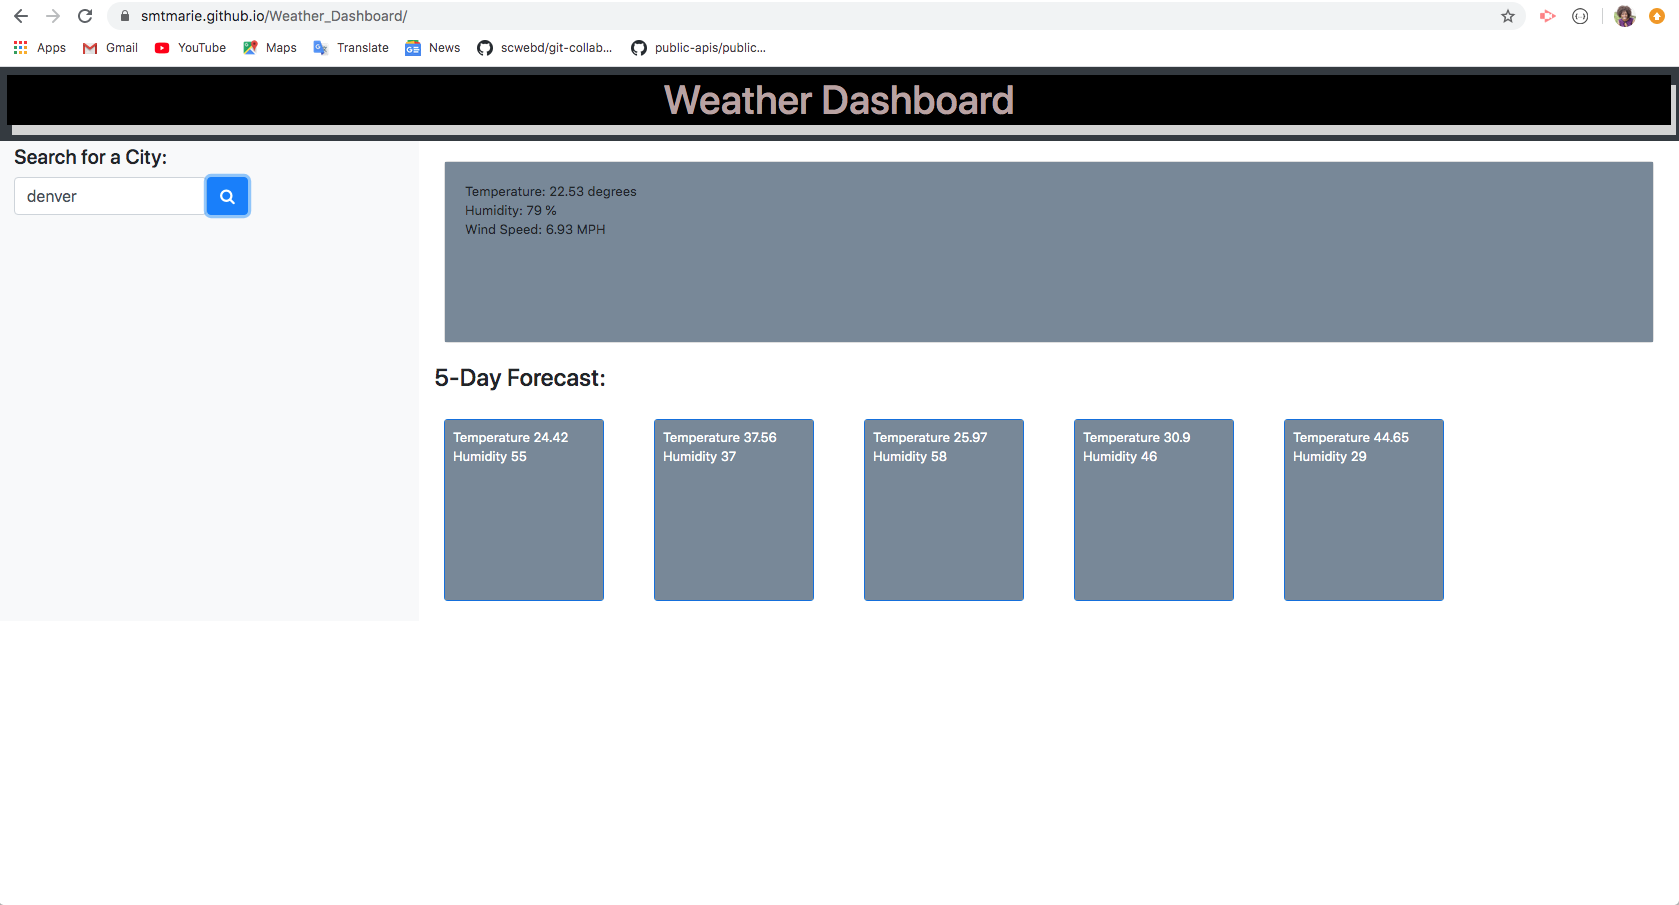 smtmarie.github.io/Weather_Dashboard/
Apps
Gmail
YouTube
Maps
Translate
News
scwebd/git-collab...
public-apis/public...
Weather Dashboard
Search for a City:
denver
Temperature: 22.53 degrees
Humidity: 79 %
Wind Speed: 6.93 MPH
5-Day Forecast:
Temperature 24.42
Humidity 55
Temperature 37.56
Humidity 37
Temperature 25.97
Humidity 58
Temperature 30.9
Humidity 46
Temperature 44.65
Humidity 29